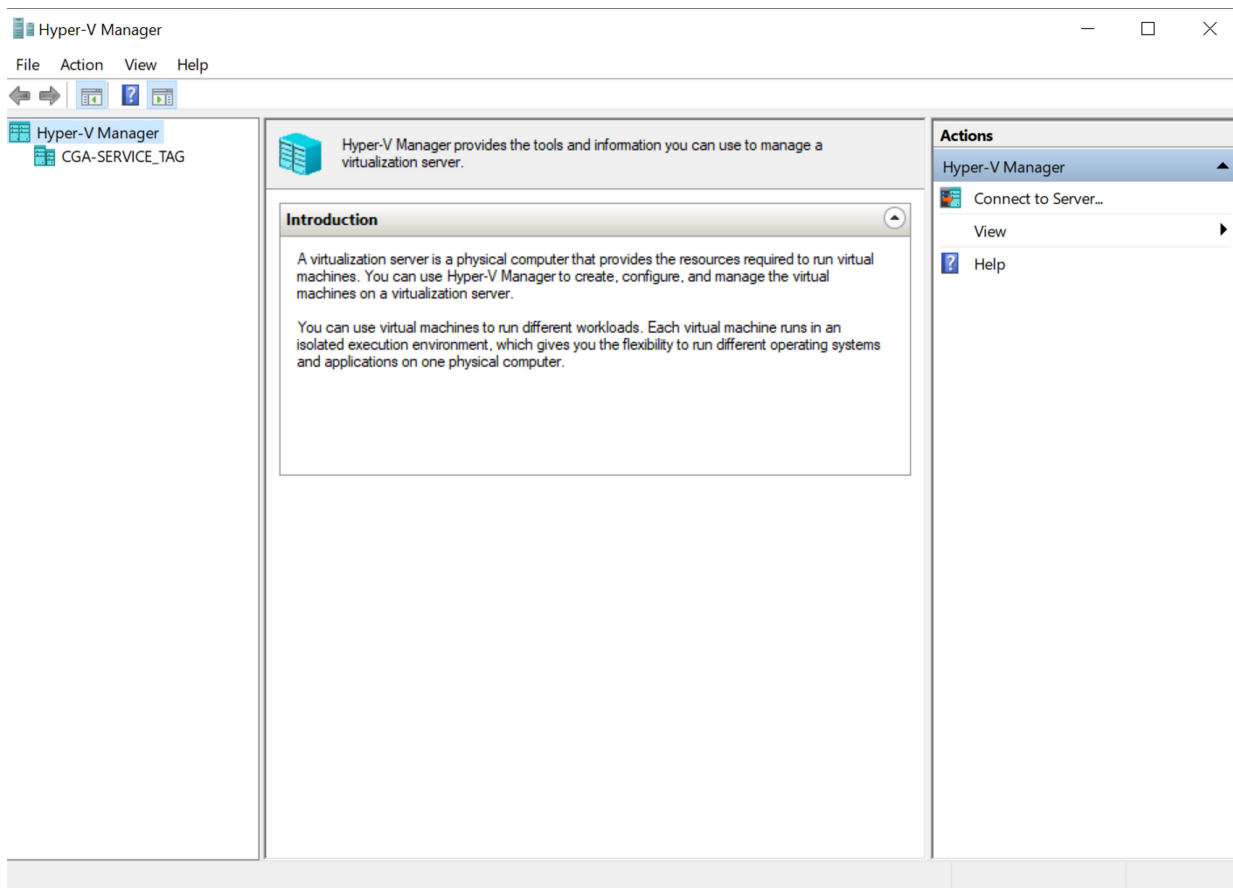 Hyper-V Manager
File Action View Help
?
Hyper-V Manager
CGA-SERVICE_TAG
Hyper-V Manager provides the tools and information you can use to manage a
virtualization server.
Introduction
A virtualization server is a physical computer that provides the resources required to run virtual
machines. You can use Hyper-V Manager to create, configure, and manage the virtual
machines on a virtualization server.
You can use virtual machines to run different workloads. Each virtual machine runs in an
isolated execution environment, which gives you the flexibility to run different operating systems
and applications on one physical computer.
Actions
Hyper-V Manager
Connect to Server...
View
? Help